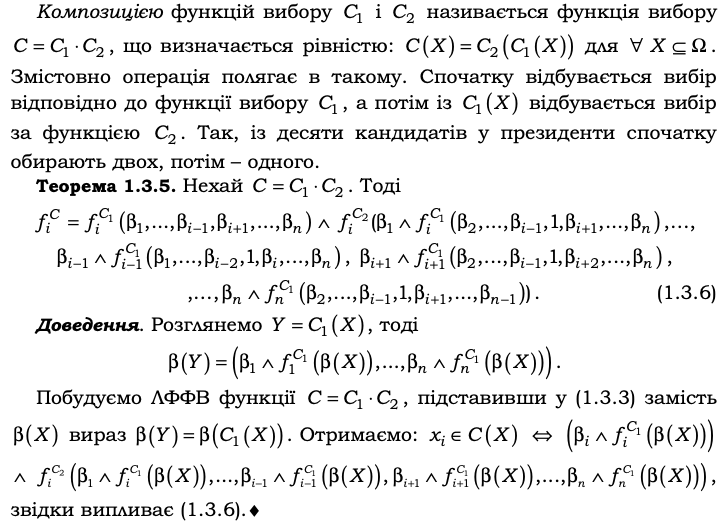 Композицією функцій вибору C₁ і C₂ називається функція вибору
C = C₁ · C₂, що визначається рівністю: C(X) = C₂(C₁(X)) для ∀ X ⊆ Ω.
Змістовно операція полягає в такому. Спочатку відбувається вибір
відповідно до функції вибору C₁, а потім із C₁(X) відбувається вибір
за функцією C₂. Так, із десяти кандидатів у президенти спочатку
обирають двох, потім – одного.
Теорема 1.3.5. Нехай C = C₁ · C₂. Тоді
f_i^C = f_i^{C₁}(β₁,...,β_{i−1},β_{i+1},...,β_n) ∧ f_i^{C₂}(β₁ ∧ f_i^{C₁}(β₂,...,β_{i−1},1,β_{i+1},...,β_n),...,
β_{i−1} ∧ f_{i−1}^{C₁}(β₁,...,β_{i−2},1,β_i,...,β_n), β_{i+1} ∧ f_{i+1}^{C₁}(β₂,...,β_{i−1},1,β_{i+2},...,β_n),
,...,β_n ∧ f_n^{C₁}(β₂,...,β_{i−1},1,β_{i+1},...,β_{n−1})). (1.3.6)
Доведення. Розглянемо Y = C₁(X), тоді
β(Y) = (β₁ ∧ f₁^{C₁}(β(X)),...,β_n ∧ f_n^{C₁}(β(X))).
Побудуємо ЛФФВ функції C = C₁ · C₂, підставивши у (1.3.3) замість
β(X) вираз β(Y) = β(C₁(X)). Отримаємо: x_i ∈ C(X) ⇔ (β_i ∧ f_i^{C₁}(β(X)))
∧ f_i^{C₂}(β₁ ∧ f_i^{C₁}(β(X)),...,β_{i−1} ∧ f_{i−1}^{C₁}(β(X)), β_{i+1} ∧ f_{i+1}^{C₁}(β(X)),...,β_n ∧ f_n^{C₁}(β(X))),
звідки випливає (1.3.6).♦